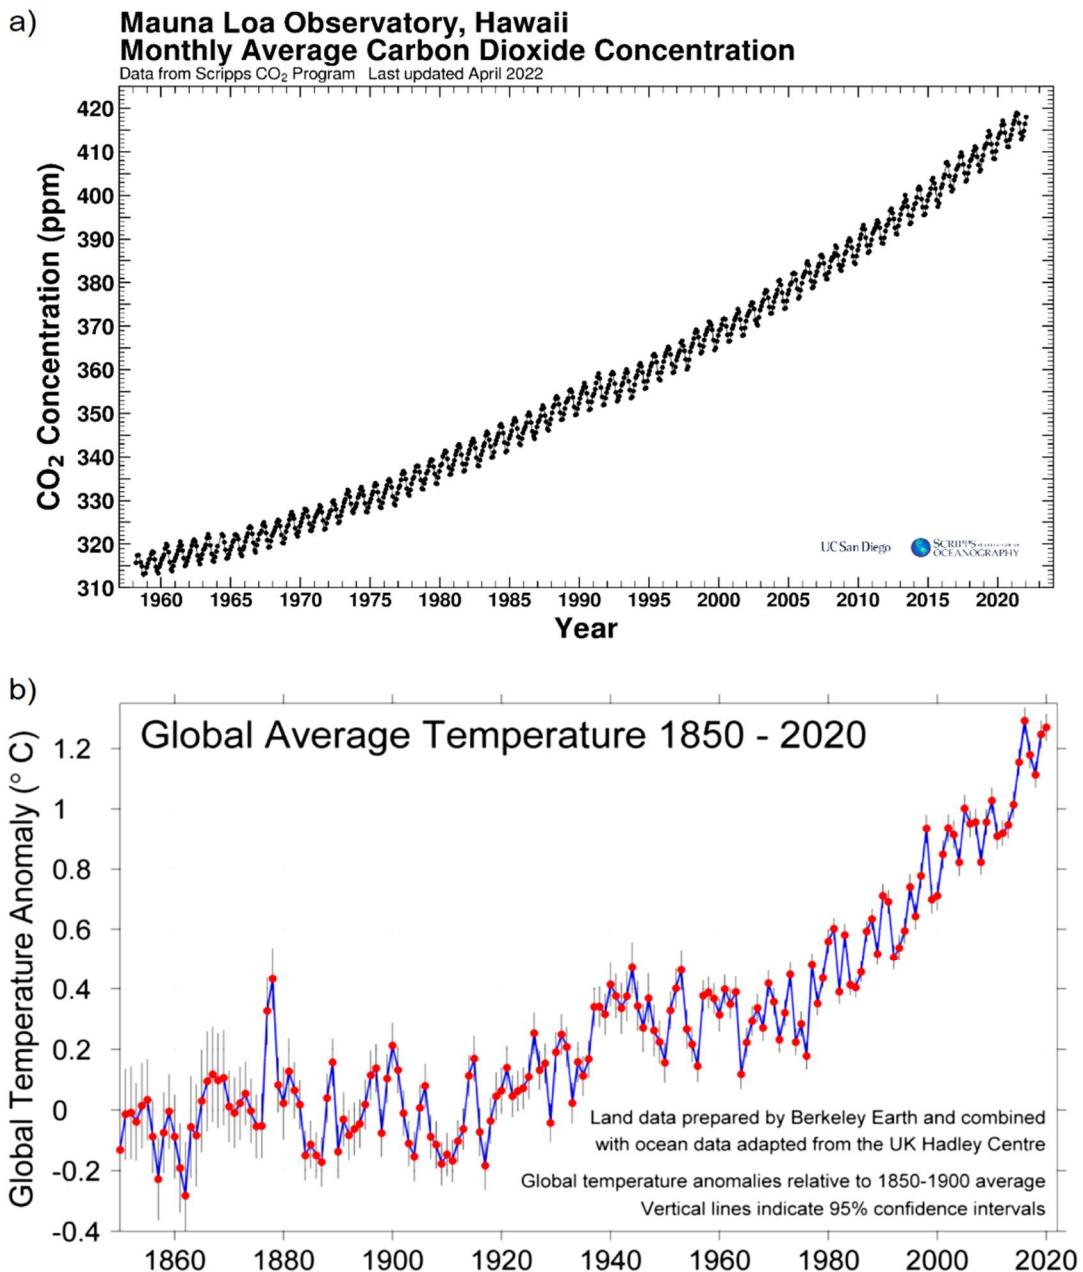 a)
Mauna Loa Observatory, Hawaii
Monthly Average Carbon Dioxide Concentration
Data from Scripps CO₂ Program Last updated April 2022
CO₂ Concentration (ppm)
420
410
400
390
380
370
360
350
340
330
320
310
UC San Diego
SCRIPPS
OCEANOGRAPHY
1960 1965 1970 1975 1980 1985 1990 1995 2000 2005 2010 2015 2020
Year
b)
Global Average Temperature 1850 - 2020
Global Temperature Anomaly (° C)
1.2
1
0.8
0.6
0.4
0.2
0
-0.2
-0.4
Land data prepared by Berkeley Earth and combined
with ocean data adapted from the UK Hadley Centre
Global temperature anomalies relative to 1850-1900 average
Vertical lines indicate 95% confidence intervals
1860 1880 1900 1920 1940 1960 1980 2000 2020